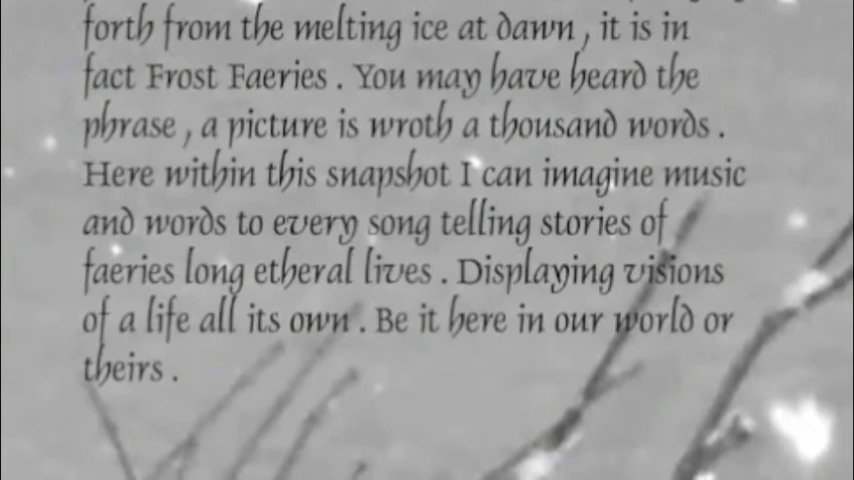 forth from the melting ice at dawn , it is in
fact Frost Faeries . You may have heard the
phrase , a picture is wroth a thousand words .
Here within this snapshot I can imagine music
and words to every song telling stories of
faeries long etheral lives . Displaying visions
of a life all its own . Be it here in our world or
theirs .